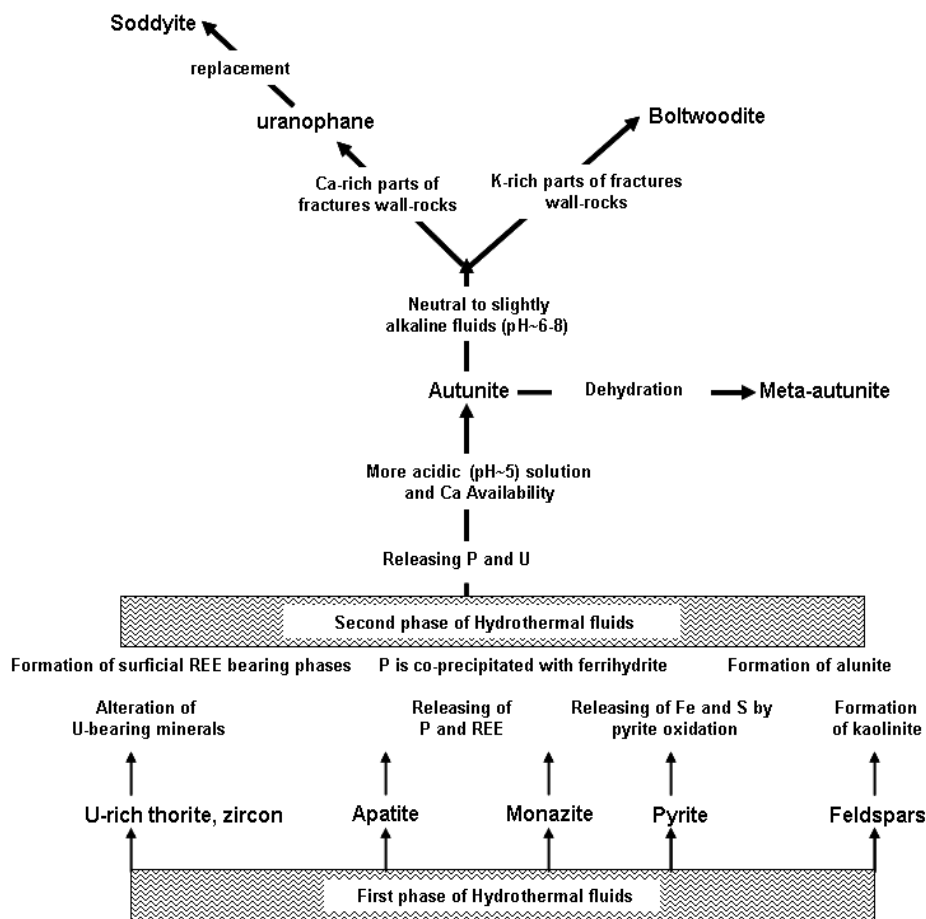 Soddyite
replacement
uranophane
Boltwoodite
Ca-rich parts of
fractures wall-rocks
K-rich parts of fractures
wall-rocks
Neutral to slightly
alkaline fluids (pH~6-8)
Autunite
Dehydration
Meta-autunite
More acidic (pH~5) solution
and Ca Availability
Releasing P and U
Second phase of Hydrothermal fluids
Formation of surficial REE bearing phases
P is co-precipitated with ferrihydrite
Formation of alunite
Alteration of
U-bearing minerals
Releasing of
P and REE
Releasing of Fe and S by
pyrite oxidation
Formation
of kaolinite
U-rich thorite, zircon
Apatite
Monazite
Pyrite
Feldspars
First phase of Hydrothermal fluids